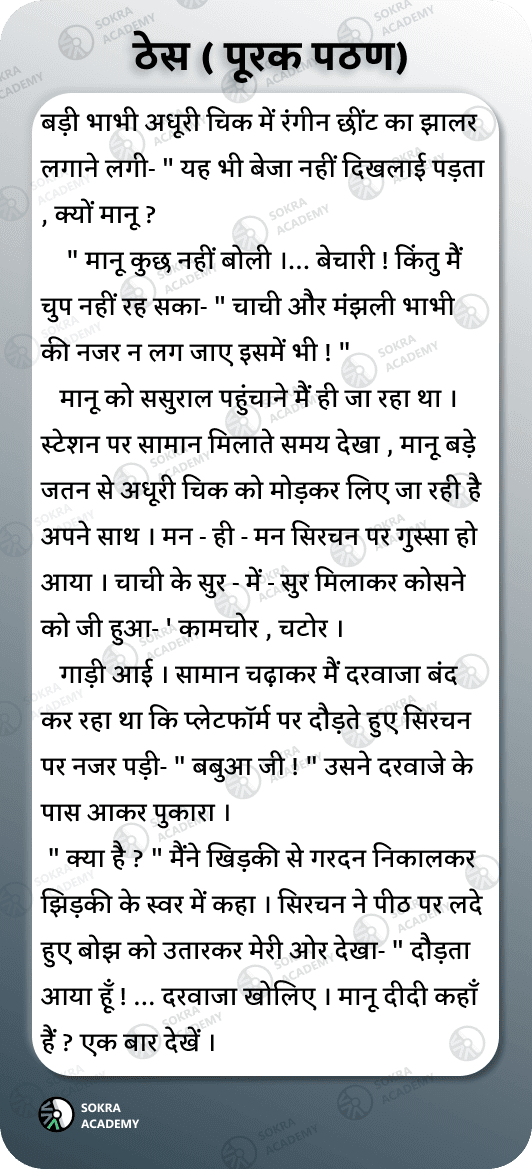 ठेस ( पूरक पठण)
बड़ी भाभी अधूरी चिक में रंगीन छींट का झालर
लगाने लगी- " यह भी बेजा नहीं दिखलाई पड़ता
, क्यों मानू ?
" मानू कुछ नहीं बोली ।... बेचारी ! किंतु मैं
चुप नहीं रह सका- " चाची और मंझली भाभी
की नजर न लग जाए इसमें भी ! "
मानू को ससुराल पहुंचाने मैं ही जा रहा था ।
स्टेशन पर सामान मिलाते समय देखा , मानू बड़े
जतन से अधूरी चिक को मोड़कर लिए जा रही है
अपने साथ । मन - ही - मन सिरचन पर गुस्सा हो
आया । चाची के सुर - में - सुर मिलाकर कोसने
को जी हुआ- ' कामचोर , चटोर ।
गाड़ी आई । सामान चढ़ाकर मैं दरवाजा बंद
कर रहा था कि प्लेटफॉर्म पर दौड़ते हुए सिरचन
पर नजर पड़ी- " बबुआ जी ! " उसने दरवाजे के
पास आकर पुकारा ।
" क्या है ? " मैंने खिड़की से गरदन निकालकर
झिड़की के स्वर में कहा । सिरचन ने पीठ पर लदे
हुए बोझ को उतारकर मेरी ओर देखा- " दौड़ता
आया हूँ ! ... दरवाजा खोलिए । मानू दीदी कहाँ
हैं ? एक बार देखें ।
SOKRA
ACADEMY